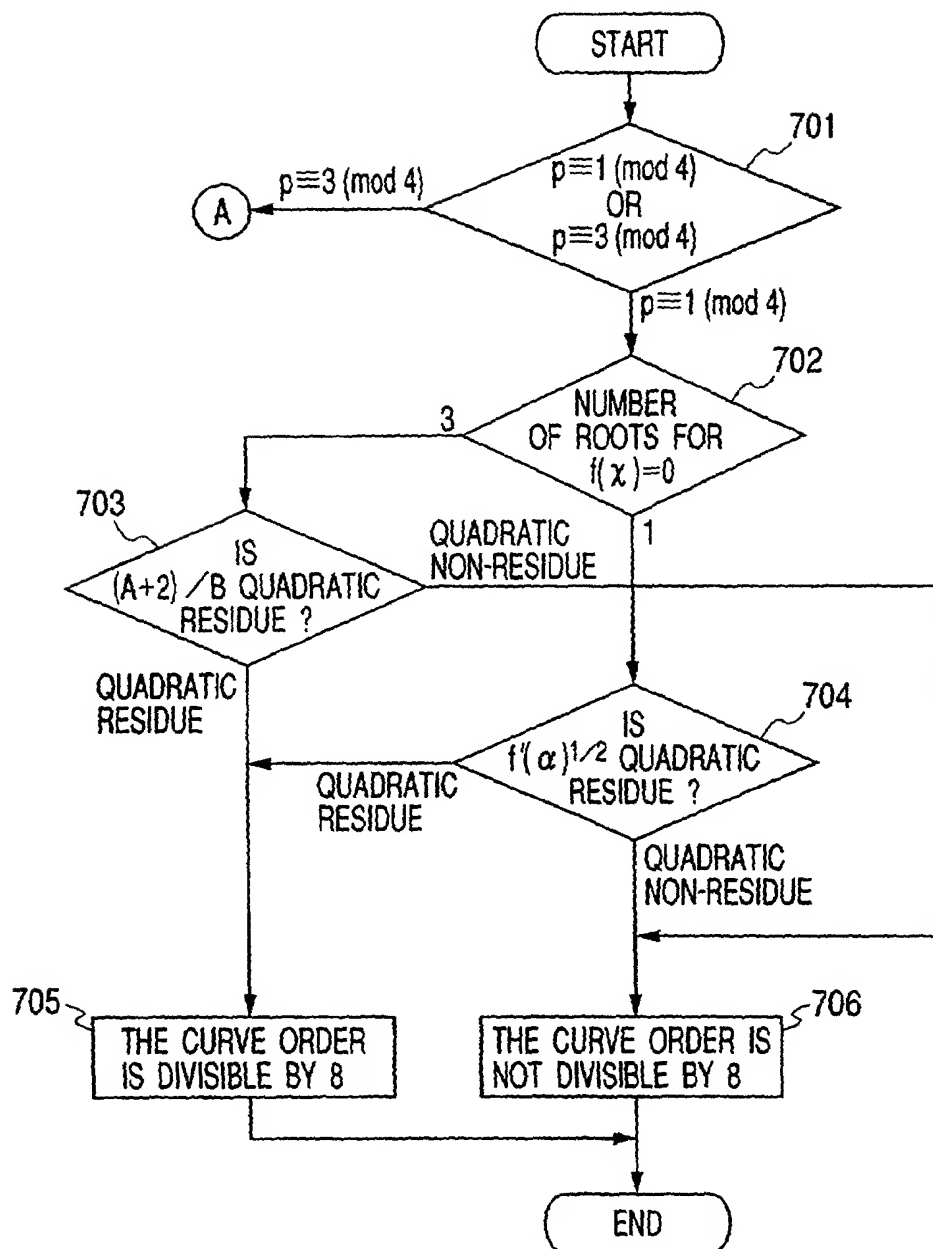 START
701
p≡1 (mod 4)
OR
p≡3 (mod 4)
p≡3 (mod 4)
A
p≡1 (mod 4)
702
NUMBER
OF ROOTS FOR
f(χ)=0
3
1
703
IS
(A+2) /B QUADRATIC
RESIDUE ?
QUADRATIC
NON-RESIDUE
QUADRATIC
RESIDUE
704
IS
f'(α)^1/2 QUADRATIC
RESIDUE ?
QUADRATIC
RESIDUE
QUADRATIC
NON-RESIDUE
705
THE CURVE ORDER
IS DIVISIBLE BY 8
706
THE CURVE ORDER IS
NOT DIVISIBLE BY 8
END